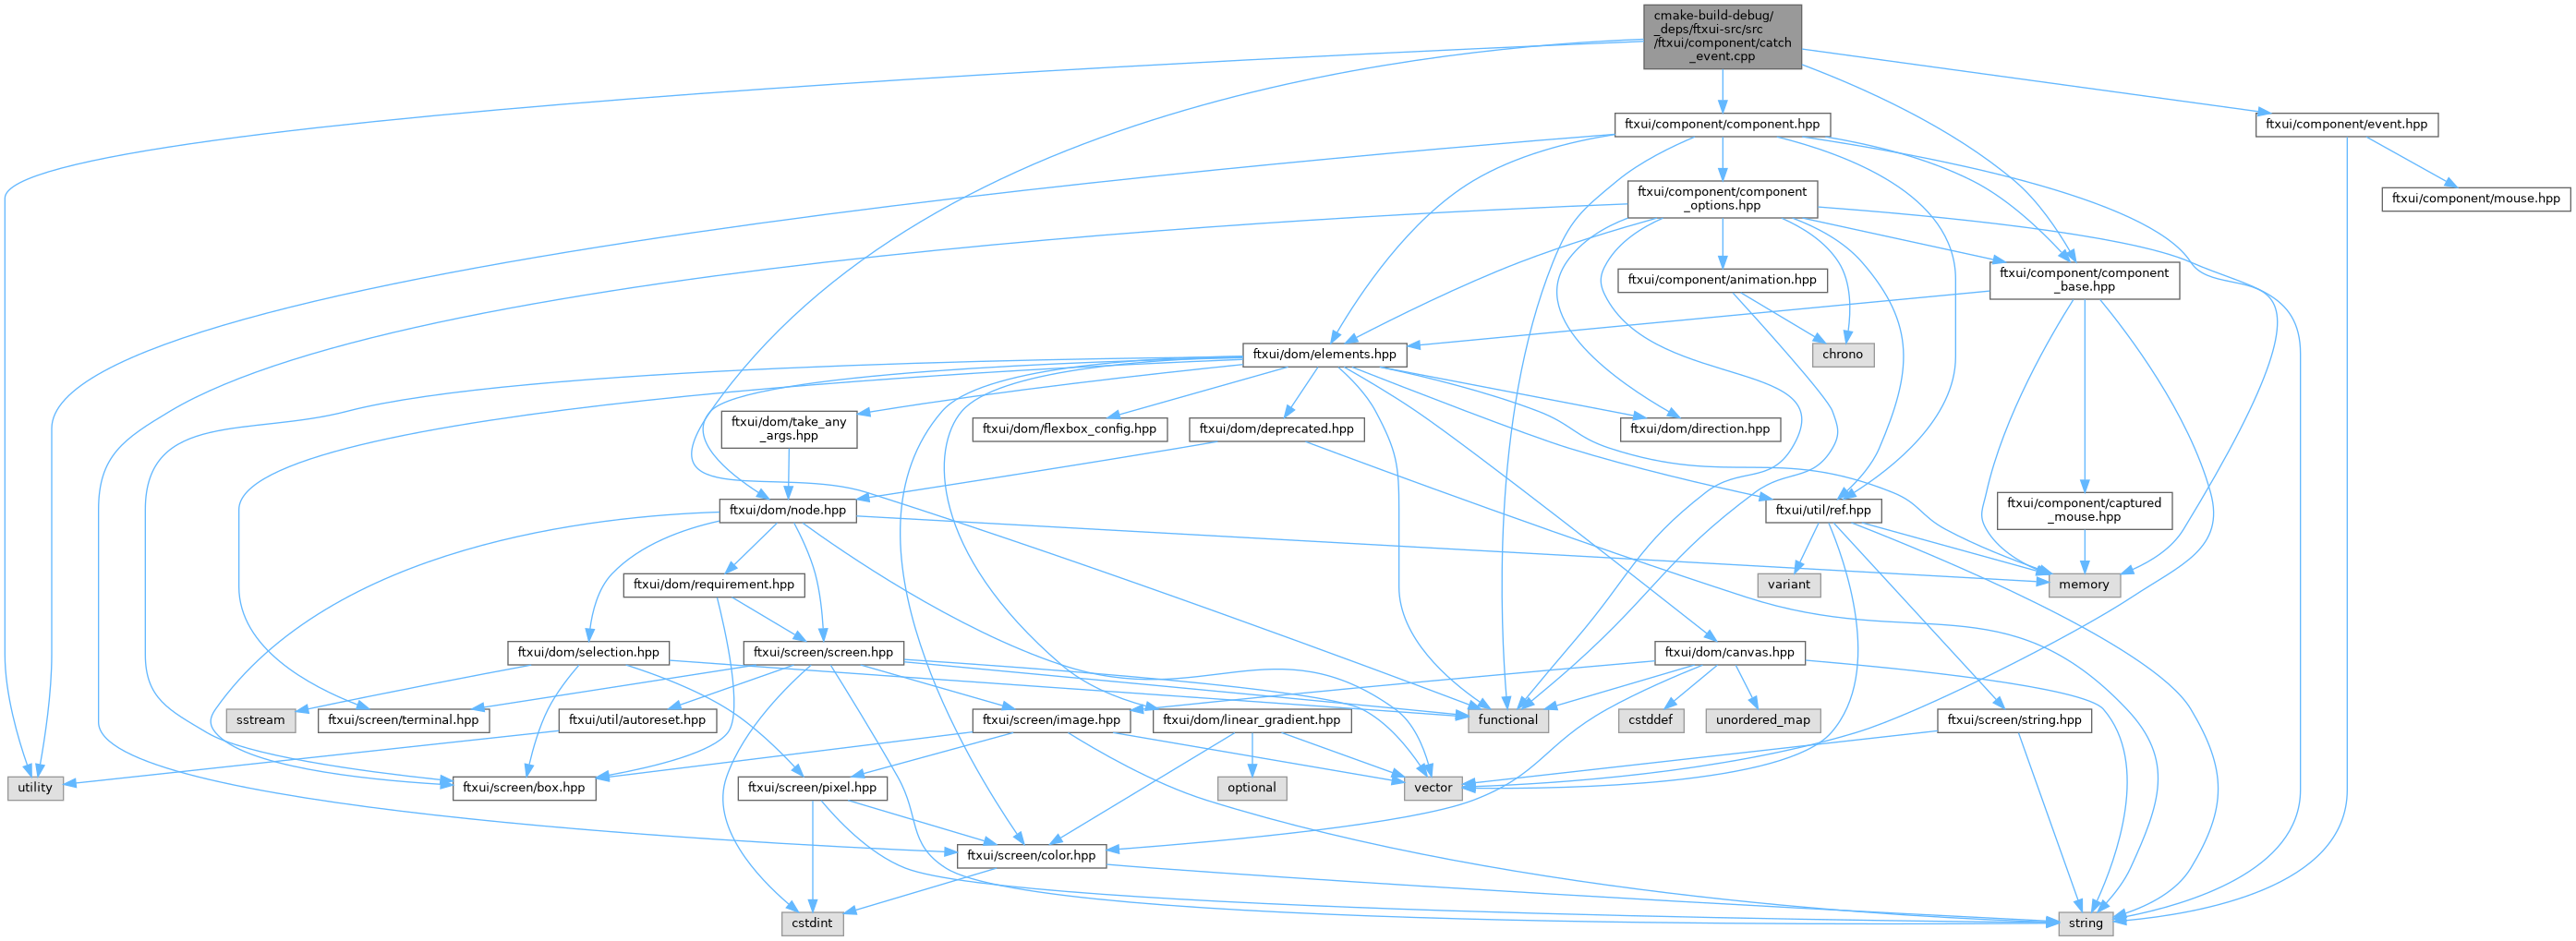 cmake-build-debug/
_deps/ftxui-src/src
/ftxui/component/catch
_event.cpp
ftxui/component/component.hpp
ftxui/component/event.hpp
ftxui/component/component
_options.hpp
ftxui/component/mouse.hpp
ftxui/component/animation.hpp
ftxui/component/component
_base.hpp
ftxui/dom/elements.hpp
chrono
ftxui/dom/take_any
_args.hpp
ftxui/dom/flexbox_config.hpp
ftxui/dom/deprecated.hpp
ftxui/dom/direction.hpp
ftxui/dom/node.hpp
ftxui/util/ref.hpp
ftxui/component/captured
_mouse.hpp
ftxui/dom/requirement.hpp
variant
memory
ftxui/dom/selection.hpp
ftxui/screen/screen.hpp
ftxui/dom/canvas.hpp
sstream
ftxui/screen/terminal.hpp
ftxui/util/autoreset.hpp
ftxui/screen/image.hpp
ftxui/dom/linear_gradient.hpp
functional
cstddef
unordered_map
ftxui/screen/string.hpp
utility
ftxui/screen/box.hpp
ftxui/screen/pixel.hpp
optional
vector
ftxui/screen/color.hpp
cstdint
string